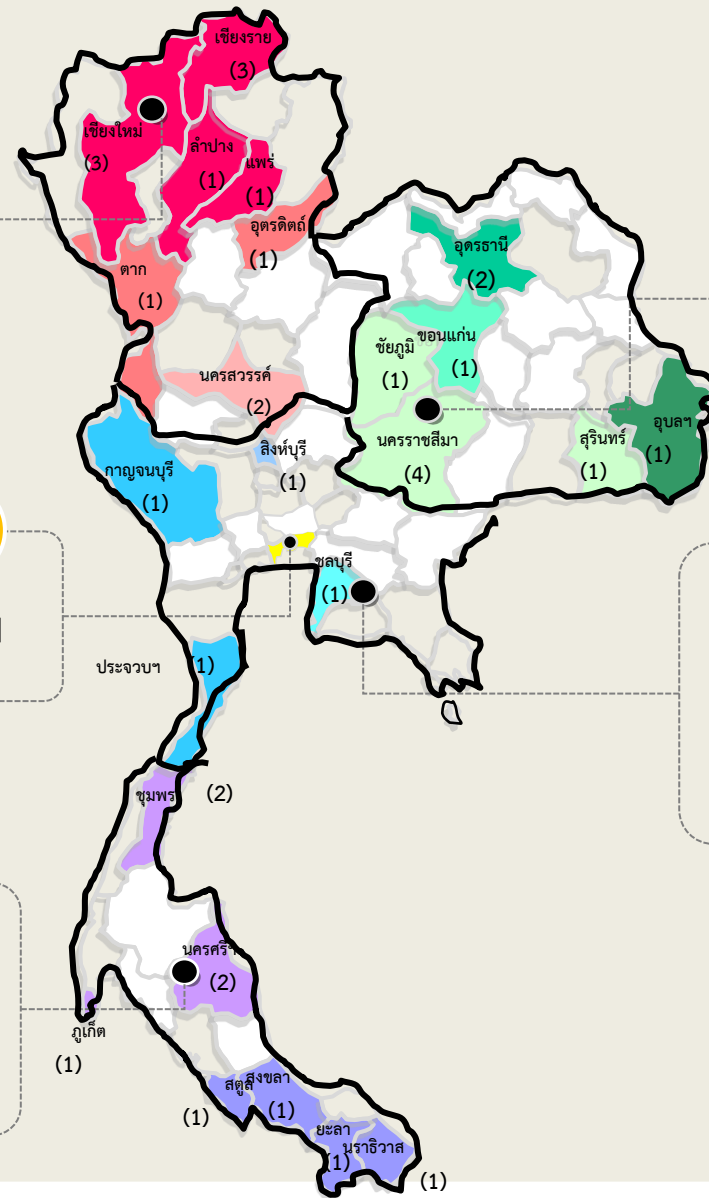 เชียงราย
(3)
เชียงใหม่
(3)
ลำปาง
(1)
แพร่
(1)
อุตรดิตถ์
(1)
ตาก
(1)
อุดรธานี
(2)
ขอนแก่น
(1)
ชัยภูมิ
(1)
นครสวรรค์
(2)
นครราชสีมา
(4)
สุรินทร์
(1)
อุบลฯ
(1)
สิงห์บุรี
(1)
กาญจนบุรี
(1)
ชลบุรี
(1)
ประจวบฯ
(1)
ชุมพร
(2)
นครศรีฯ
(2)
ภูเก็ต
(1)
สตูล
(1)
สงขลา
(1)
ยะลา
(1)
นราธิวาส
(1)